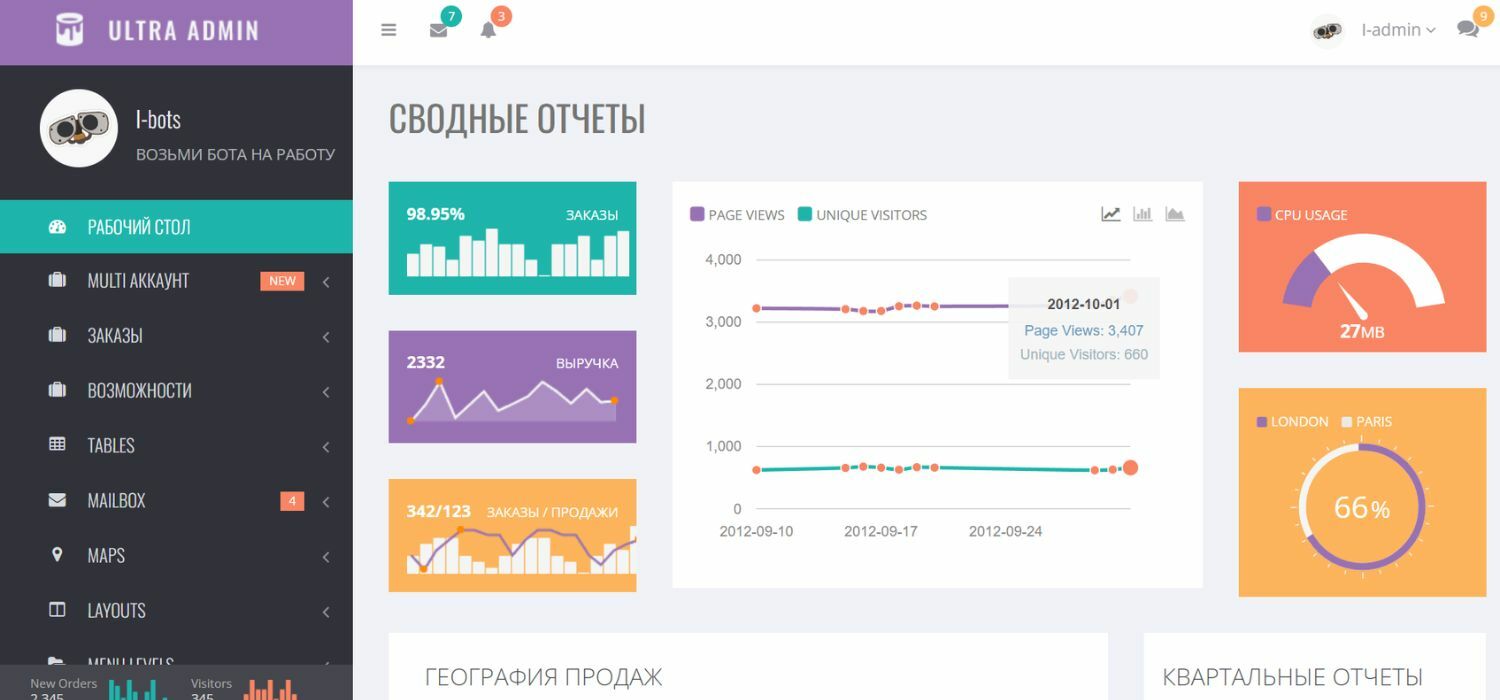 ULTRA ADMIN
7
3
I-admin
9
I-bots
ВОЗЬМИ БОТА НА РАБОТУ
РАБОЧИЙ СТОЛ
MULTI АККАУНТ NEW
ЗАКАЗЫ
ВОЗМОЖНОСТИ
TABLES
MAILBOX 4
MAPS
LAYOUTS
MENU LEVELS
New Orders
2,345
Visitors
345
СВОДНЫЕ ОТЧЕТЫ
98.95% ЗАКАЗЫ
2332 ВЫРУЧКА
342/123 ЗАКАЗЫ / ПРОДАЖИ
PAGE VIEWS UNIQUE VISITORS
4,000
3,000
2,000
1,000
0
2012-09-10 2012-09-17 2012-09-24
2012-10-01
Page Views: 3,407
Unique Visitors: 660
CPU USAGE
27MB
LONDON PARIS
66%
ГЕОГРАФИЯ ПРОДАЖ
КВАРТАЛЬНЫЕ ОТЧЕТЫ